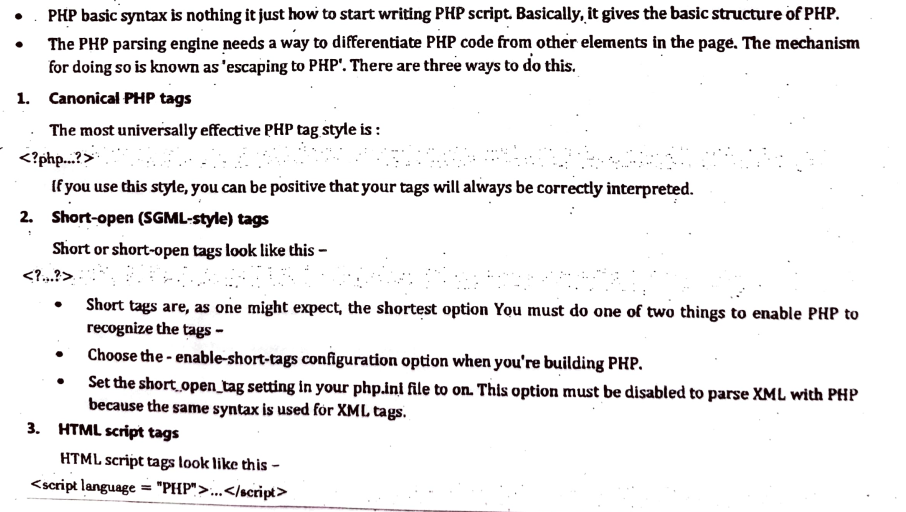 • PHP basic syntax is nothing it just how to start writing PHP script. Basically, it gives the basic structure of PHP.
• The PHP parsing engine needs a way to differentiate PHP code from other elements in the page. The mechanism
for doing so is known as 'escaping to PHP'. There are three ways to do this.
1. Canonical PHP tags
The most universally effective PHP tag style is :
<?php...?>
If you use this style, you can be positive that your tags will always be correctly interpreted.
2. Short-open (SGML-style) tags
Short or short-open tags look like this –
<?...?>
• Short tags are, as one might expect, the shortest option You must do one of two things to enable PHP to
recognize the tags –
• Choose the - enable-short-tags configuration option when you're building PHP.
• Set the short_open_tag setting in your php.ini file to on. This option must be disabled to parse XML with PHP
because the same syntax is used for XML tags.
3. HTML script tags
HTML script tags look like this –
<script language = "PHP">...</script>